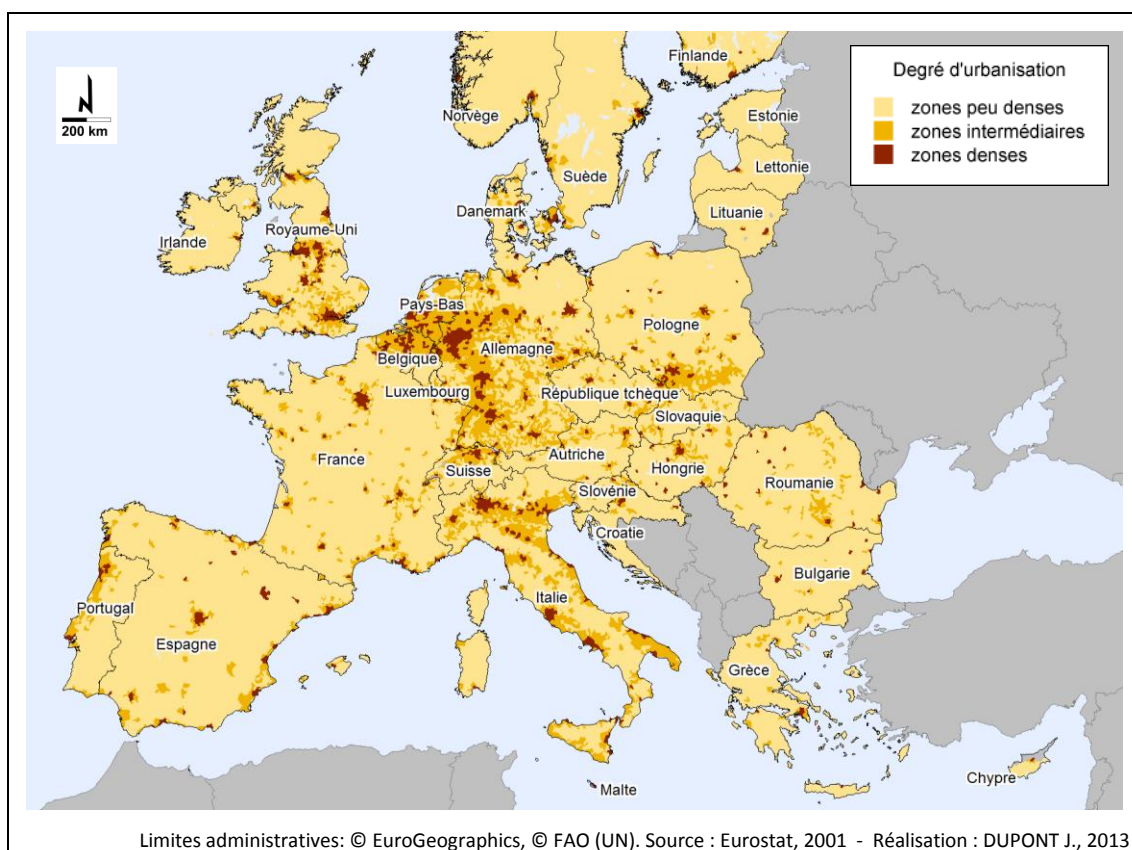 Finlande
Degré d'urbanisation
zones peu denses
zones intermédiaires
zones denses
N
200 km
Norvège
Estonie
Suède
Lettonie
Danemark
Lituanie
Irlande
Royaume-Uni
Pays-Bas
Pologne
Belgique
Allemagne
Luxembourg
République tchèque
Slovaquie
France
Autriche
Suisse
Hongrie
Roumanie
Slovénie
Croatie
Bulgarie
Portugal
Italie
Espagne
Grèce
Chypre
Malte
Limites administratives: © EuroGeographics, © FAO (UN). Source : Eurostat, 2001 - Réalisation : DUPONT J., 2013